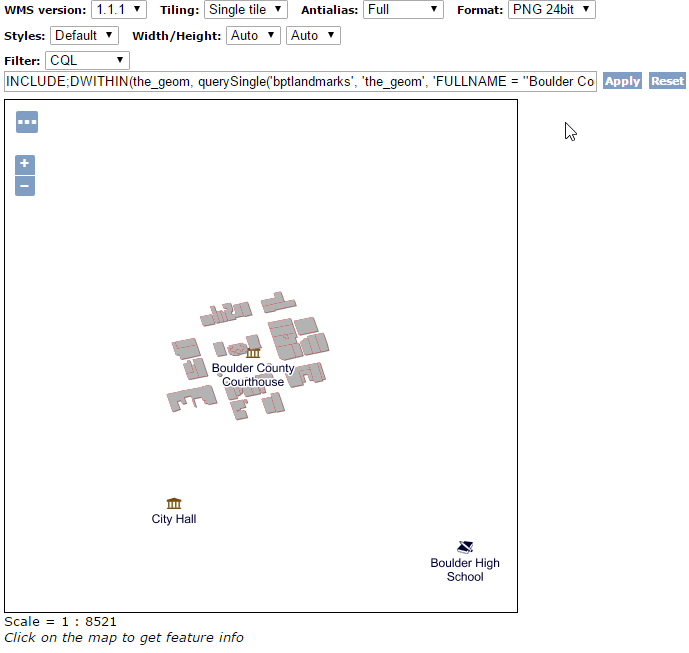 WMS version: 1.1.1 Tiling: Single tile Antialias: Full Format: PNG 24bit
Styles: Default Width/Height: Auto Auto
Filter: CQL
INCLUDE;DWITHIN(the_geom, querySingle('bptlandmarks', 'the_geom', 'FULLNAME = ''Boulder Co Apply Reset
+
−
Boulder County
Courthouse
City Hall
Boulder High
School
Scale = 1 : 8521
Click on the map to get feature info